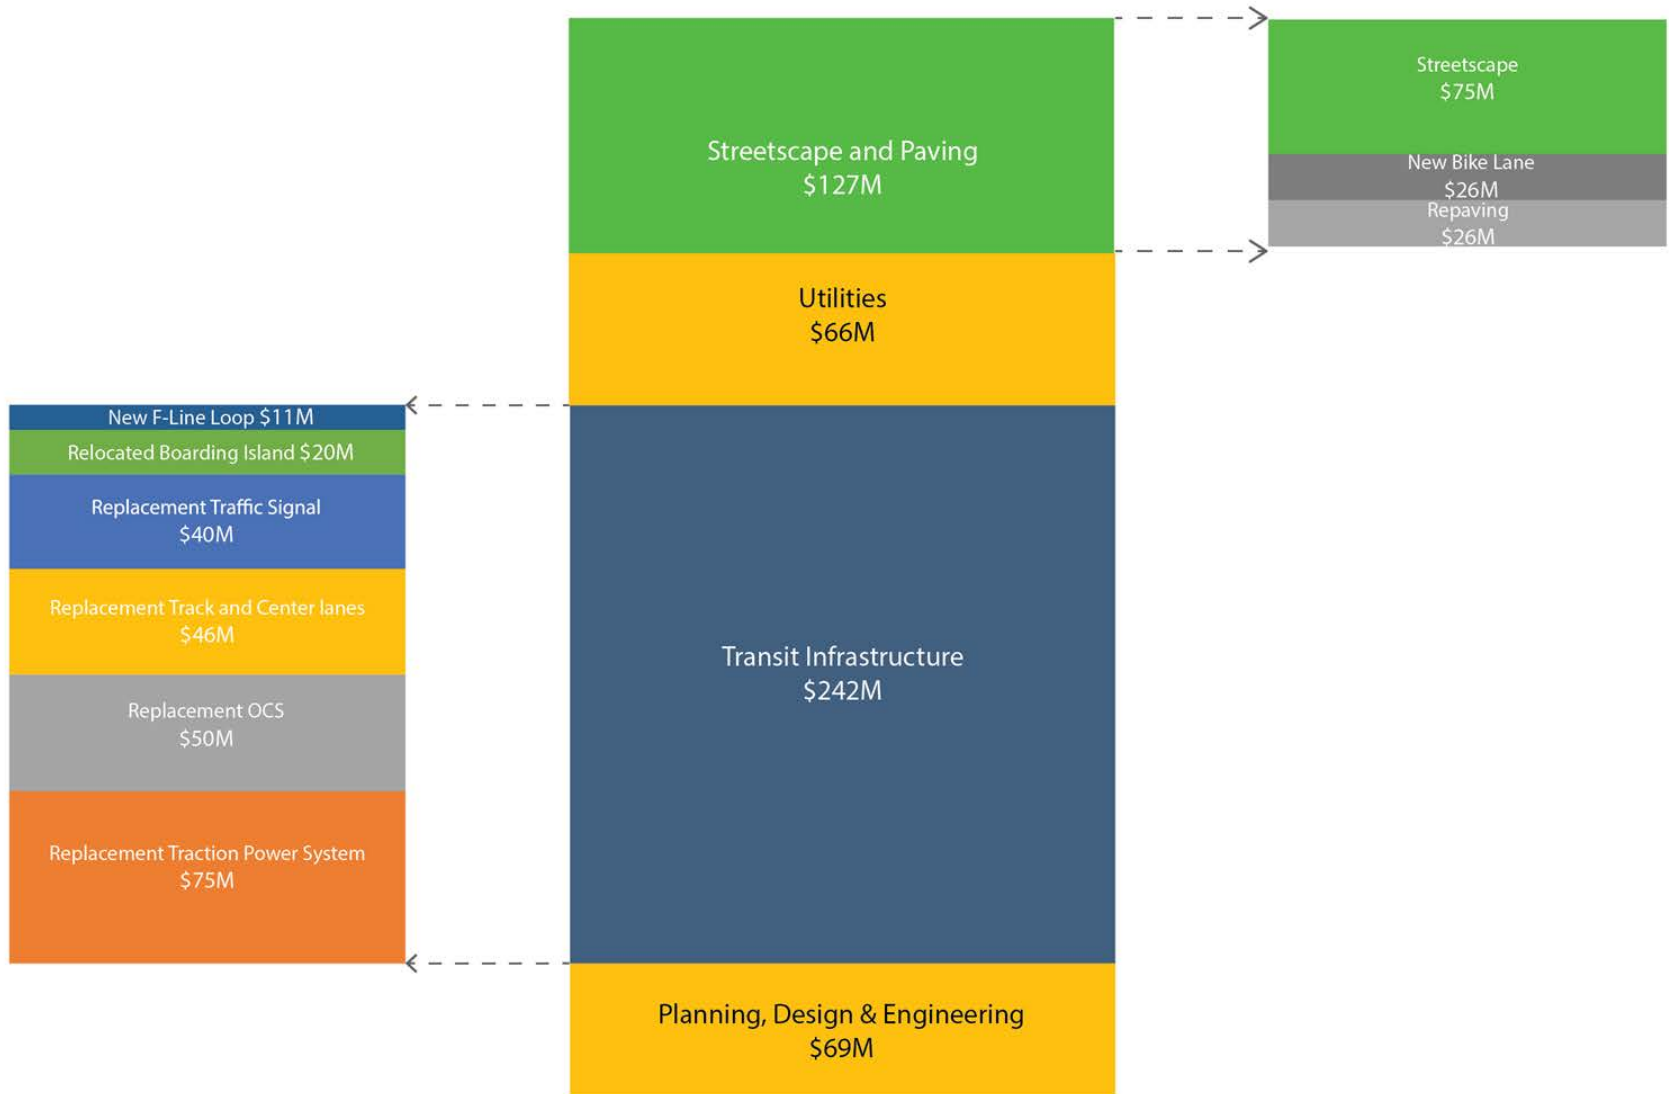 Streetscape and Paving
$127M
Utilities
$66M
Transit Infrastructure
$242M
Planning, Design & Engineering
$69M
Streetscape
$75M
New Bike Lane
$26M
Repaving
$26M
New F-Line Loop $11M
Relocated Boarding Island $20M
Replacement Traffic Signal
$40M
Replacement Track and Center lanes
$46M
Replacement OCS
$50M
Replacement Traction Power System
$75M